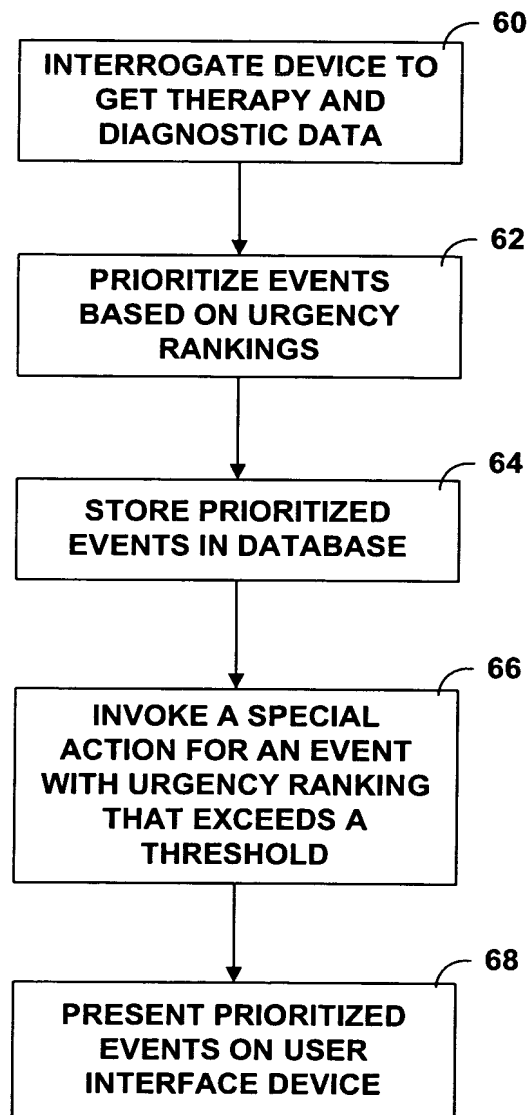 60
INTERROGATE DEVICE TO
GET THERAPY AND
DIAGNOSTIC DATA
62
PRIORITIZE EVENTS
BASED ON URGENCY
RANKINGS
64
STORE PRIORITIZED
EVENTS IN DATABASE
66
INVOKE A SPECIAL
ACTION FOR AN EVENT
WITH URGENCY RANKING
THAT EXCEEDS A
THRESHOLD
68
PRESENT PRIORITIZED
EVENTS ON USER
INTERFACE DEVICE